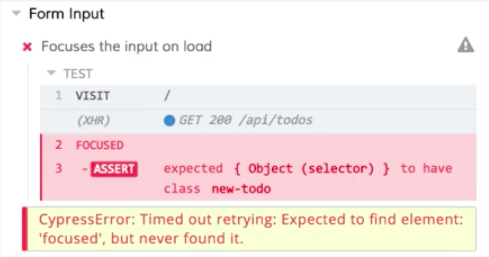 Form Input
Focuses the input on load
TEST
1 VISIT /
(XHR) GET 200 /api/todos
2 FOCUSED
3 - ASSERT expected { Object (selector) } to have
class new-todo
CypressError: Timed out retrying: Expected to find element:
'focused', but never found it.